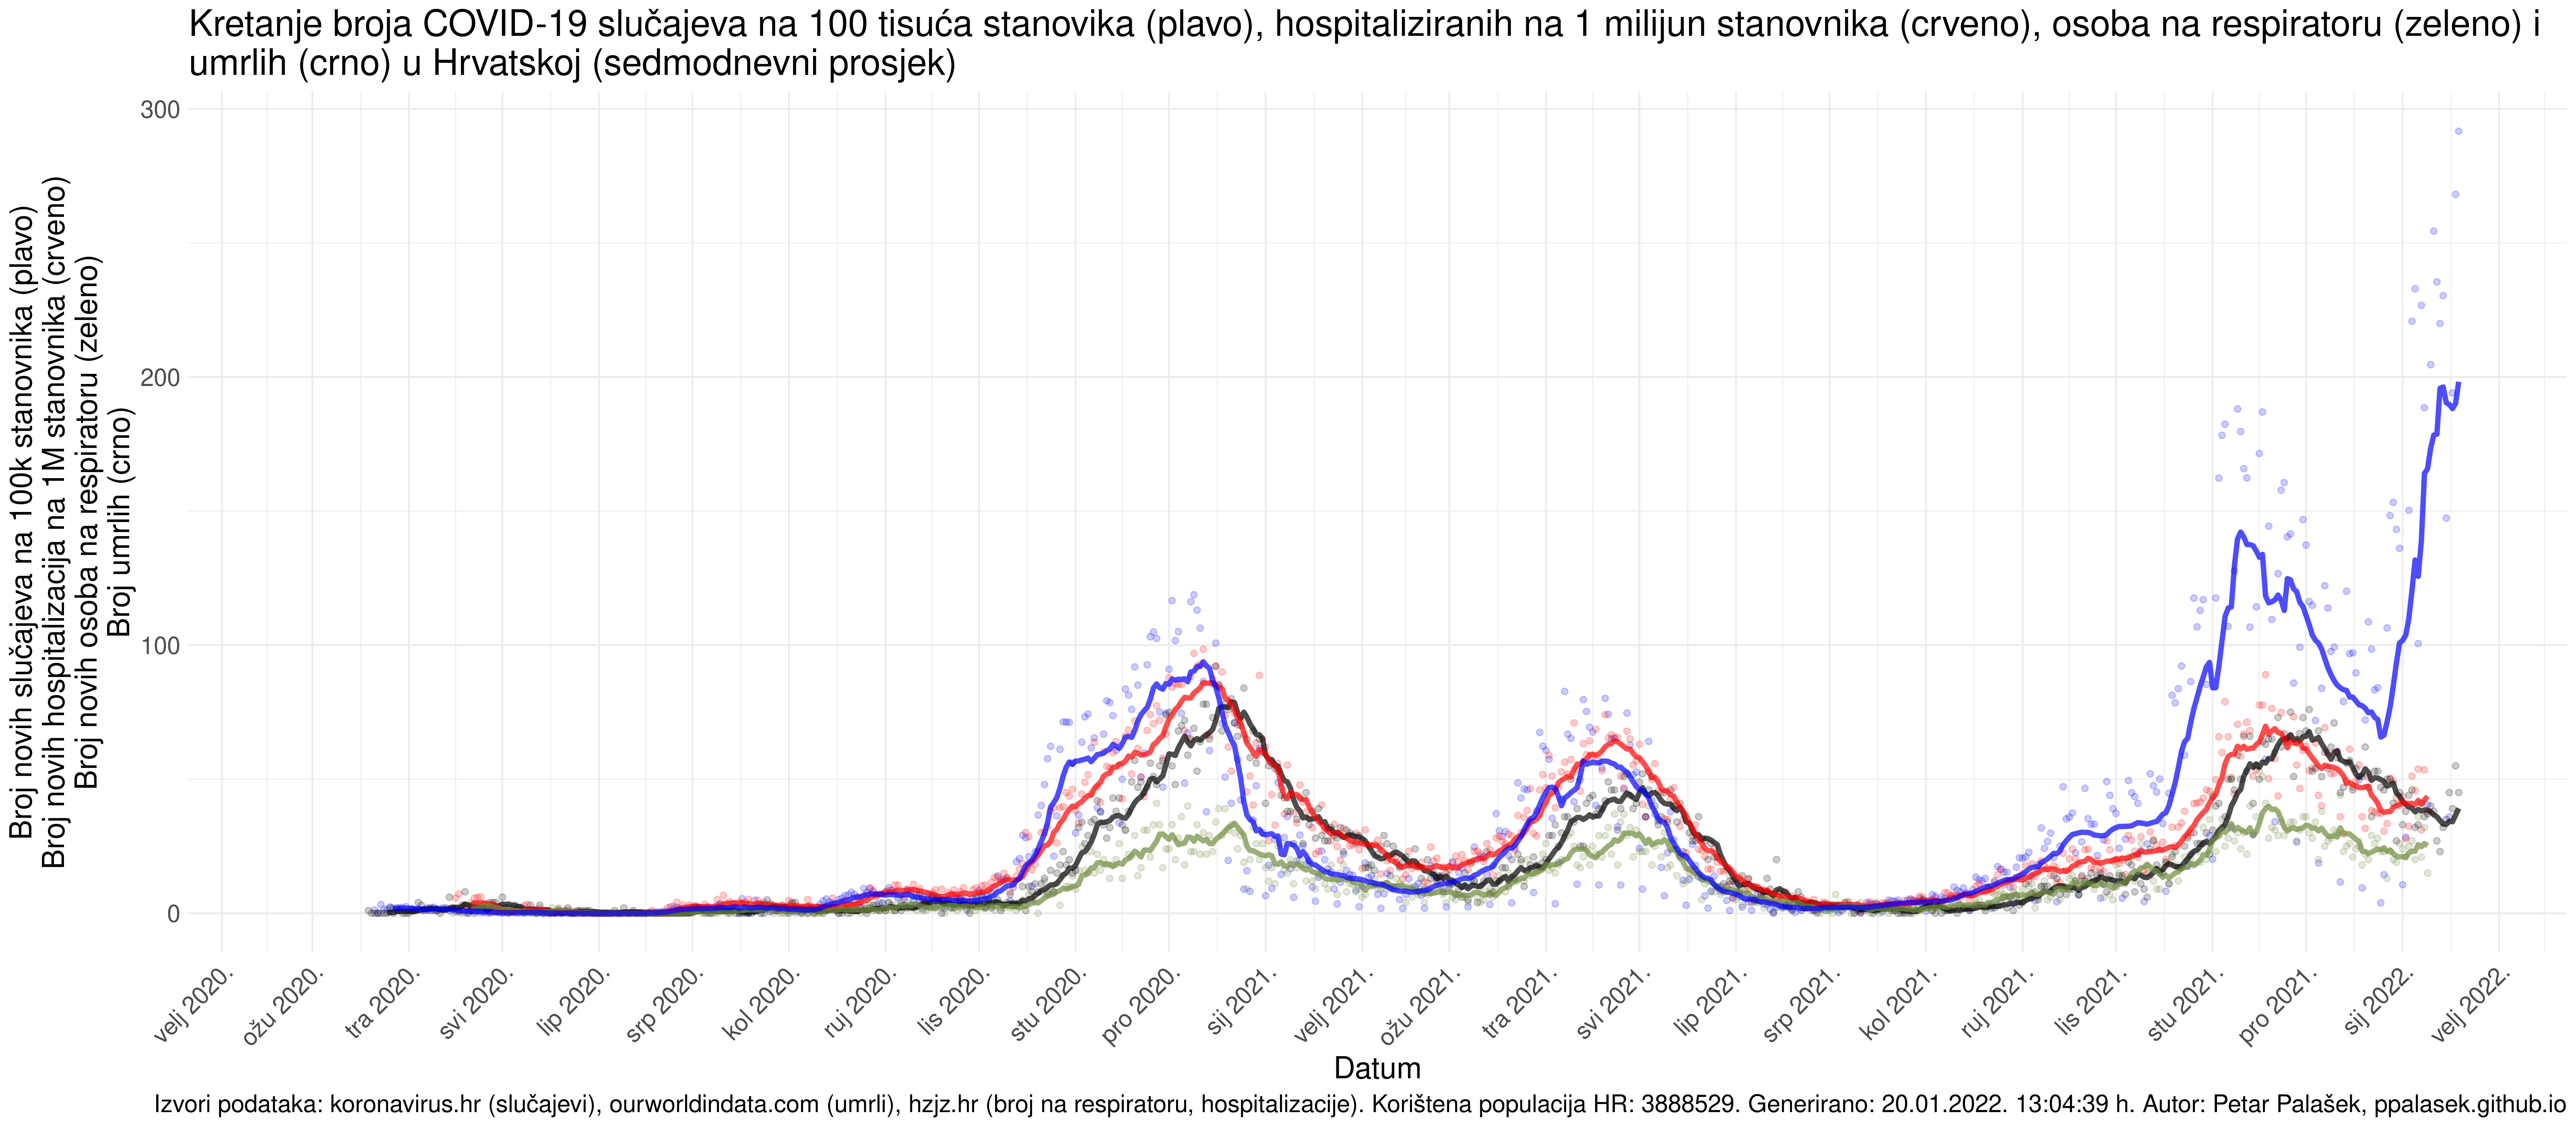 Kretanje broja COVID-19 slučajeva na 100 tisuća stanovika (plavo), hospitaliziranih na 1 milijun stanovnika (crveno), osoba na respiratoru (zeleno) i
umrlih (crno) u Hrvatskoj (sedmodnevni prosjek)
Broj novih slučajeva na 100k stanovnika (plavo)
Broj novih hospitalizacija na 1M stanovnika (crveno)
Broj novih osoba na respiratoru (zeleno)
Broj umrlih (crno)
300
200
100
0
velj 2020.
ožu 2020.
tra 2020.
svi 2020.
lip 2020.
srp 2020.
kol 2020.
ruj 2020.
lis 2020.
stu 2020.
pro 2020.
sij 2021.
velj 2021.
ožu 2021.
tra 2021.
svi 2021.
lip 2021.
srp 2021.
kol 2021.
ruj 2021.
lis 2021.
stu 2021.
pro 2021.
sij 2022.
velj 2022.
Datum
Izvori podataka: koronavirus.hr (slučajevi), ourworldindata.com (umrli), hzjz.hr (broj na respiratoru, hospitalizacije). Korištena populacija HR: 3888529. Generirano: 20.01.2022. 13:04:39 h. Autor: Petar Palašek, ppalasek.github.io